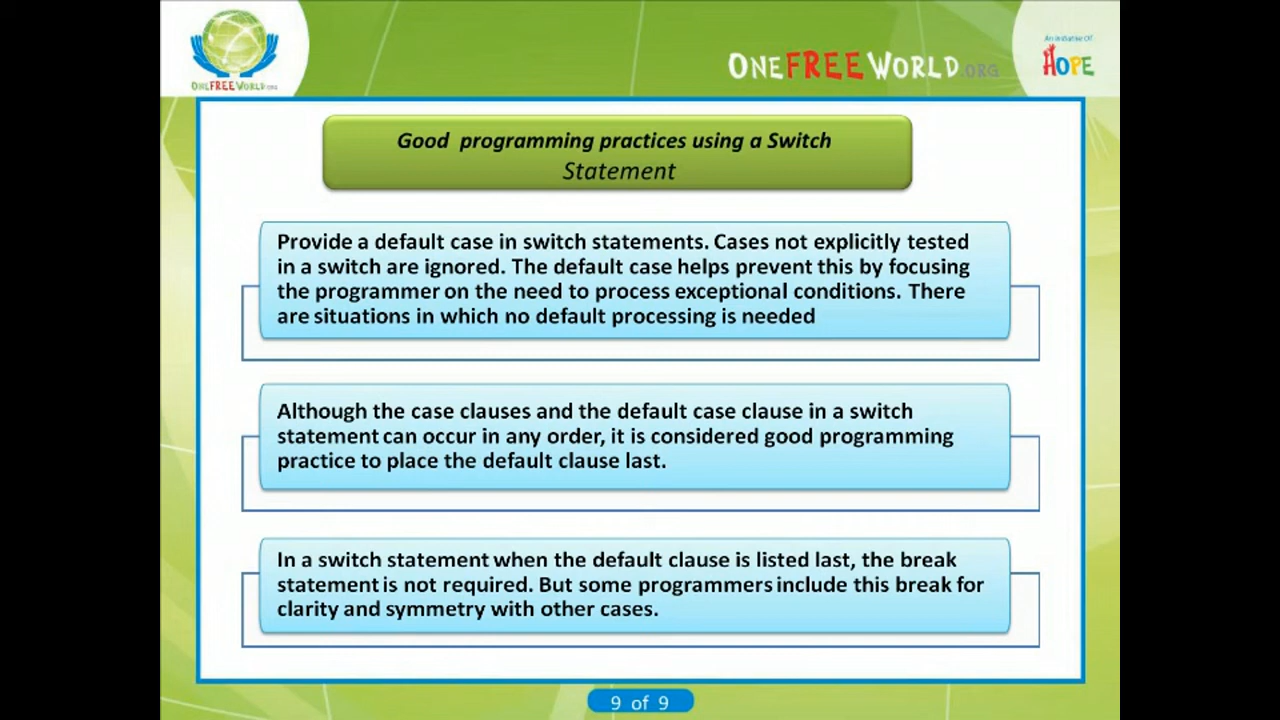 ONEFREEWORLD.ORG
ONEFREEWORLD.ORG
An Initiative Of
HOPE
Good programming practices using a Switch
Statement
Provide a default case in switch statements. Cases not explicitly tested
in a switch are ignored. The default case helps prevent this by focusing
the programmer on the need to process exceptional conditions. There
are situations in which no default processing is needed
Although the case clauses and the default case clause in a switch
statement can occur in any order, it is considered good programming
practice to place the default clause last.
In a switch statement when the default clause is listed last, the break
statement is not required. But some programmers include this break for
clarity and symmetry with other cases.
9 of 9